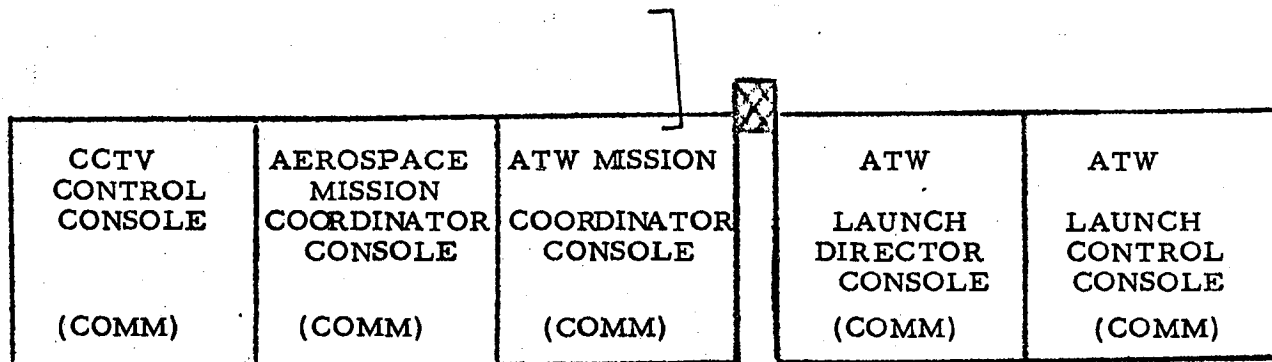 CCTV
CONTROL
CONSOLE
(COMM)
AEROSPACE
MISSION
COORDINATOR
CONSOLE
(COMM)
ATW MISSION
COORDINATOR
CONSOLE
(COMM)
ATW
LAUNCH
DIRECTOR
CONSOLE
(COMM)
ATW
LAUNCH
CONTROL
CONSOLE
(COMM)